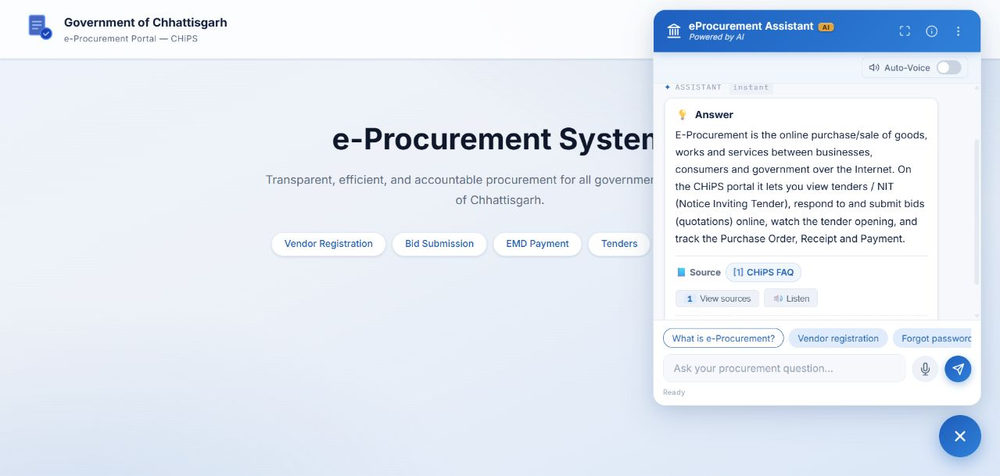 Government of Chhattisgarh
e-Procurement Portal — CHiPS
e-Procurement System
Transparent, efficient, and accountable procurement for all
of Chhattisgarh.
Vendor Registration
Bid Submission
EMD Payment
Tenders
eProcurement Assistant AI
Powered by AI
Auto-Voice
ASSISTANT instant
Answer
E-Procurement is the online purchase/sale of goods,
works and services between businesses,
consumers and government over the Internet. On
the CHiPS portal it lets you view tenders / NIT
(Notice Inviting Tender), respond to and submit bids
(quotations) online, watch the tender opening, and
track the Purchase Order, Receipt and Payment.
Source [1] CHiPS FAQ
1 View sources Listen
What is e-Procurement? Vendor registration Forgot password
Ask your procurement question...
Ready